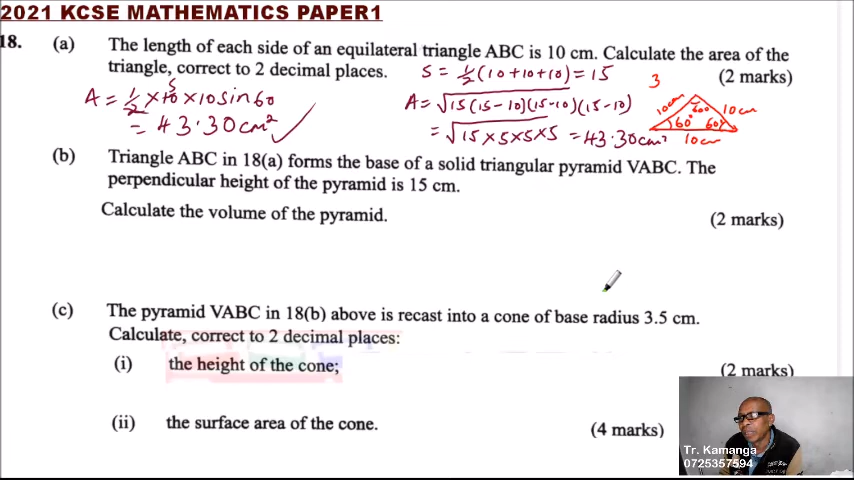 2021 KCSE MATHEMATICS PAPER1
18. (a) The length of each side of an equilateral triangle ABC is 10 cm. Calculate the area of the
triangle, correct to 2 decimal places. (2 marks)
S = ½(10+10+10) = 15
A = ½ × 10 × 10 sin 60
5
= 43.30cm²
A = √15(15-10)(15-10)(15-10)
= √15×5×5×5 = 43.30cm²
3
10cm 60° 10cm
60° 60°
10cm
(b) Triangle ABC in 18(a) forms the base of a solid triangular pyramid VABC. The
perpendicular height of the pyramid is 15 cm.
Calculate the volume of the pyramid. (2 marks)
(c) The pyramid VABC in 18(b) above is recast into a cone of base radius 3.5 cm.
Calculate, correct to 2 decimal places:
(i) the height of the cone; (2 marks)
(ii) the surface area of the cone. (4 marks)
Tr. Kamanga
0725357594